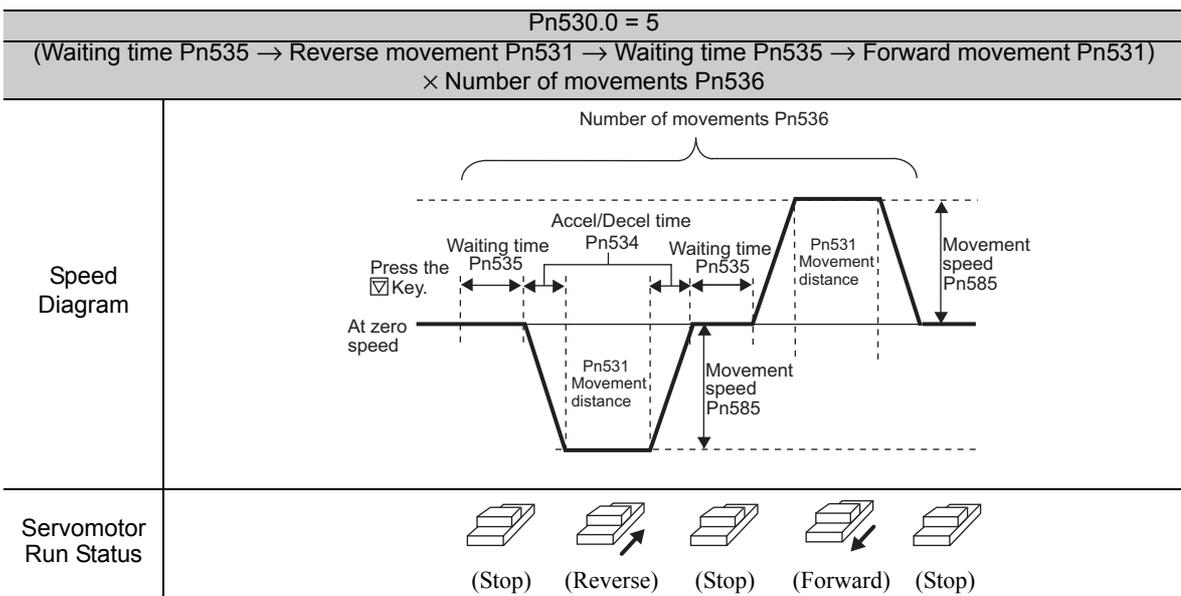 Pn530.0 = 5
(Waiting time Pn535 → Reverse movement Pn531 → Waiting time Pn535 → Forward movement Pn531)
× Number of movements Pn536
Speed
Diagram
Number of movements Pn536
Accel/Decel time
Pn534
Waiting time
Pn535
Waiting time
Pn535
Press the
▽ Key.
At zero
speed
Pn531
Movement
distance
Movement
speed
Pn585
Pn531
Movement
distance
Movement
speed
Pn585
Servomotor
Run Status
(Stop) (Reverse) (Stop) (Forward) (Stop)